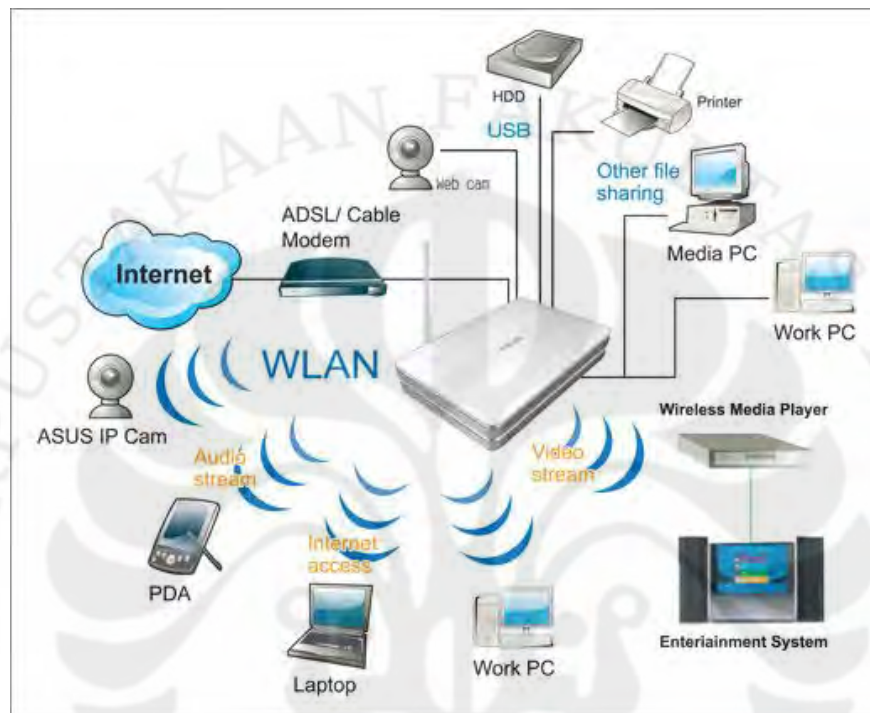 HDD
USB
Printer
Web cam
Other file
sharing
ADSL/ Cable
Modem
Media PC
Internet
Work PC
WLAN
ASUS IP Cam
Wireless Media Player
Audio
stream
Video
stream
Internet
access
PDA
Laptop
Work PC
Enteriainment System